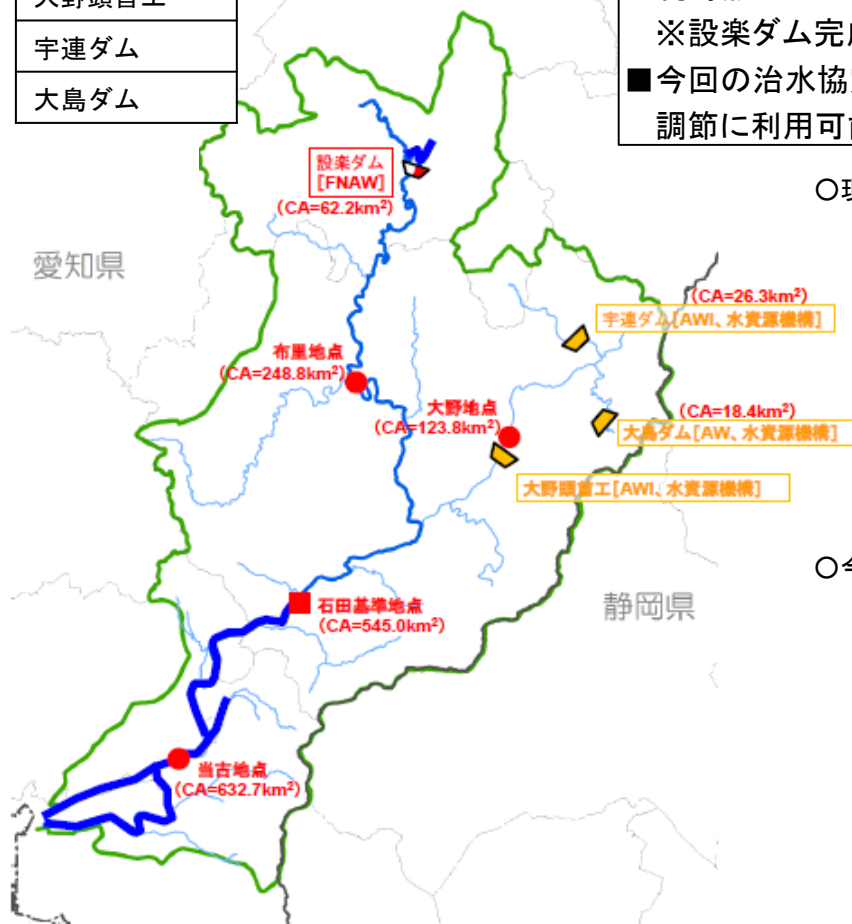 宇連ダム
大島ダム
※設楽ダム完成
■今回の治水協
調節に利用可
設楽ダム
[FNAW]
(CA=62.2km²)
愛知県
(CA=26.3km²)
宇連ダム[AWI、水資源機構]
布里地点
(CA=248.8km²)
大野地点
(CA=123.8km²)
(CA=18.4km²)
大島ダム[AW、水資源機構]
大野頭首工[AWI、水資源機構]
〇今
石田基準地点
(CA=545.0km²)
静岡県
当古地点
(CA=632.7km²)